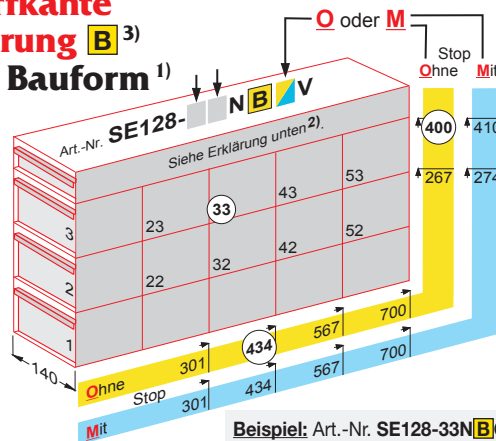 ffkante
rung B 3)
Bauform 1)
O oder M
Stop
Ohne Mit
Art.-Nr. SE128- N B V
Siehe Erklärung unten 2).
400 410
267 274
43 53
3 23 33
42 52
2 22 32
1
140
Ohne 301 434 567 700
Stop
Mit 301 434 567 700
Beispiel: Art.-Nr. SE128-33N B